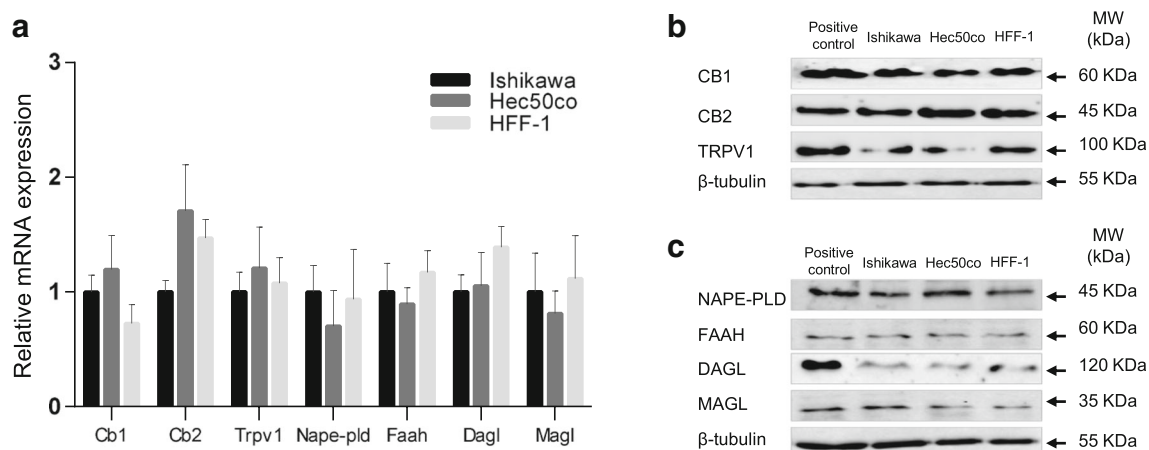 a
3
2
1
0
Relative mRNA expression
Ishikawa
Hec50co
HFF-1
Cb1 Cb2 Trpv1 Nape-pld Faah Dagl Magl
b
Positive control Ishikawa Hec50co HFF-1 MW (kDa)
CB1 60 KDa
CB2 45 KDa
TRPV1 100 KDa
β-tubulin 55 KDa
c
Positive control Ishikawa Hec50co HFF-1 MW (kDa)
NAPE-PLD 45 KDa
FAAH 60 KDa
DAGL 120 KDa
MAGL 35 KDa
β-tubulin 55 KDa